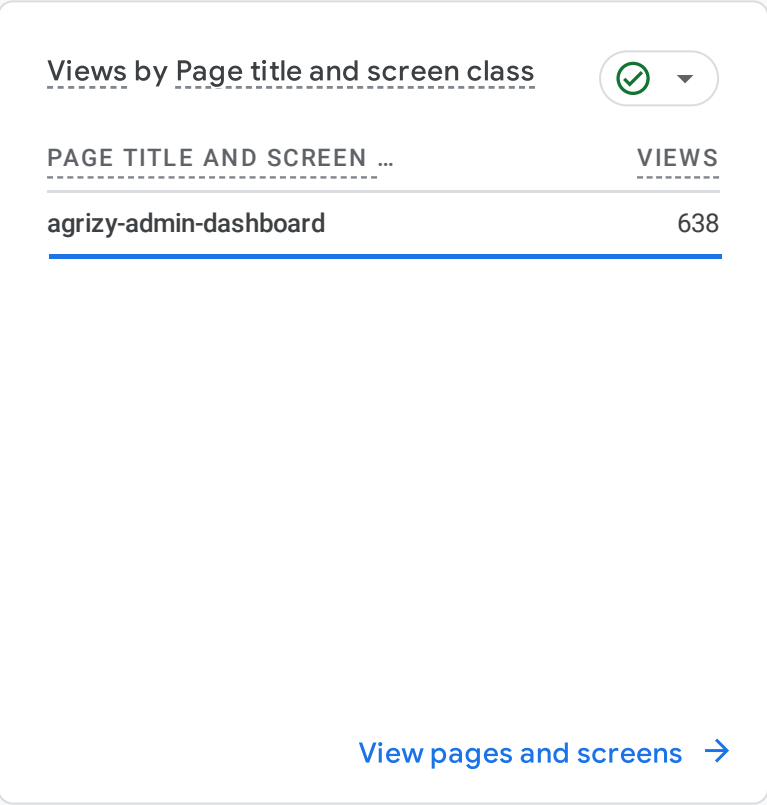 Views by Page title and screen class
PAGE TITLE AND SCREEN … VIEWS
agrizy-admin-dashboard 638
View pages and screens